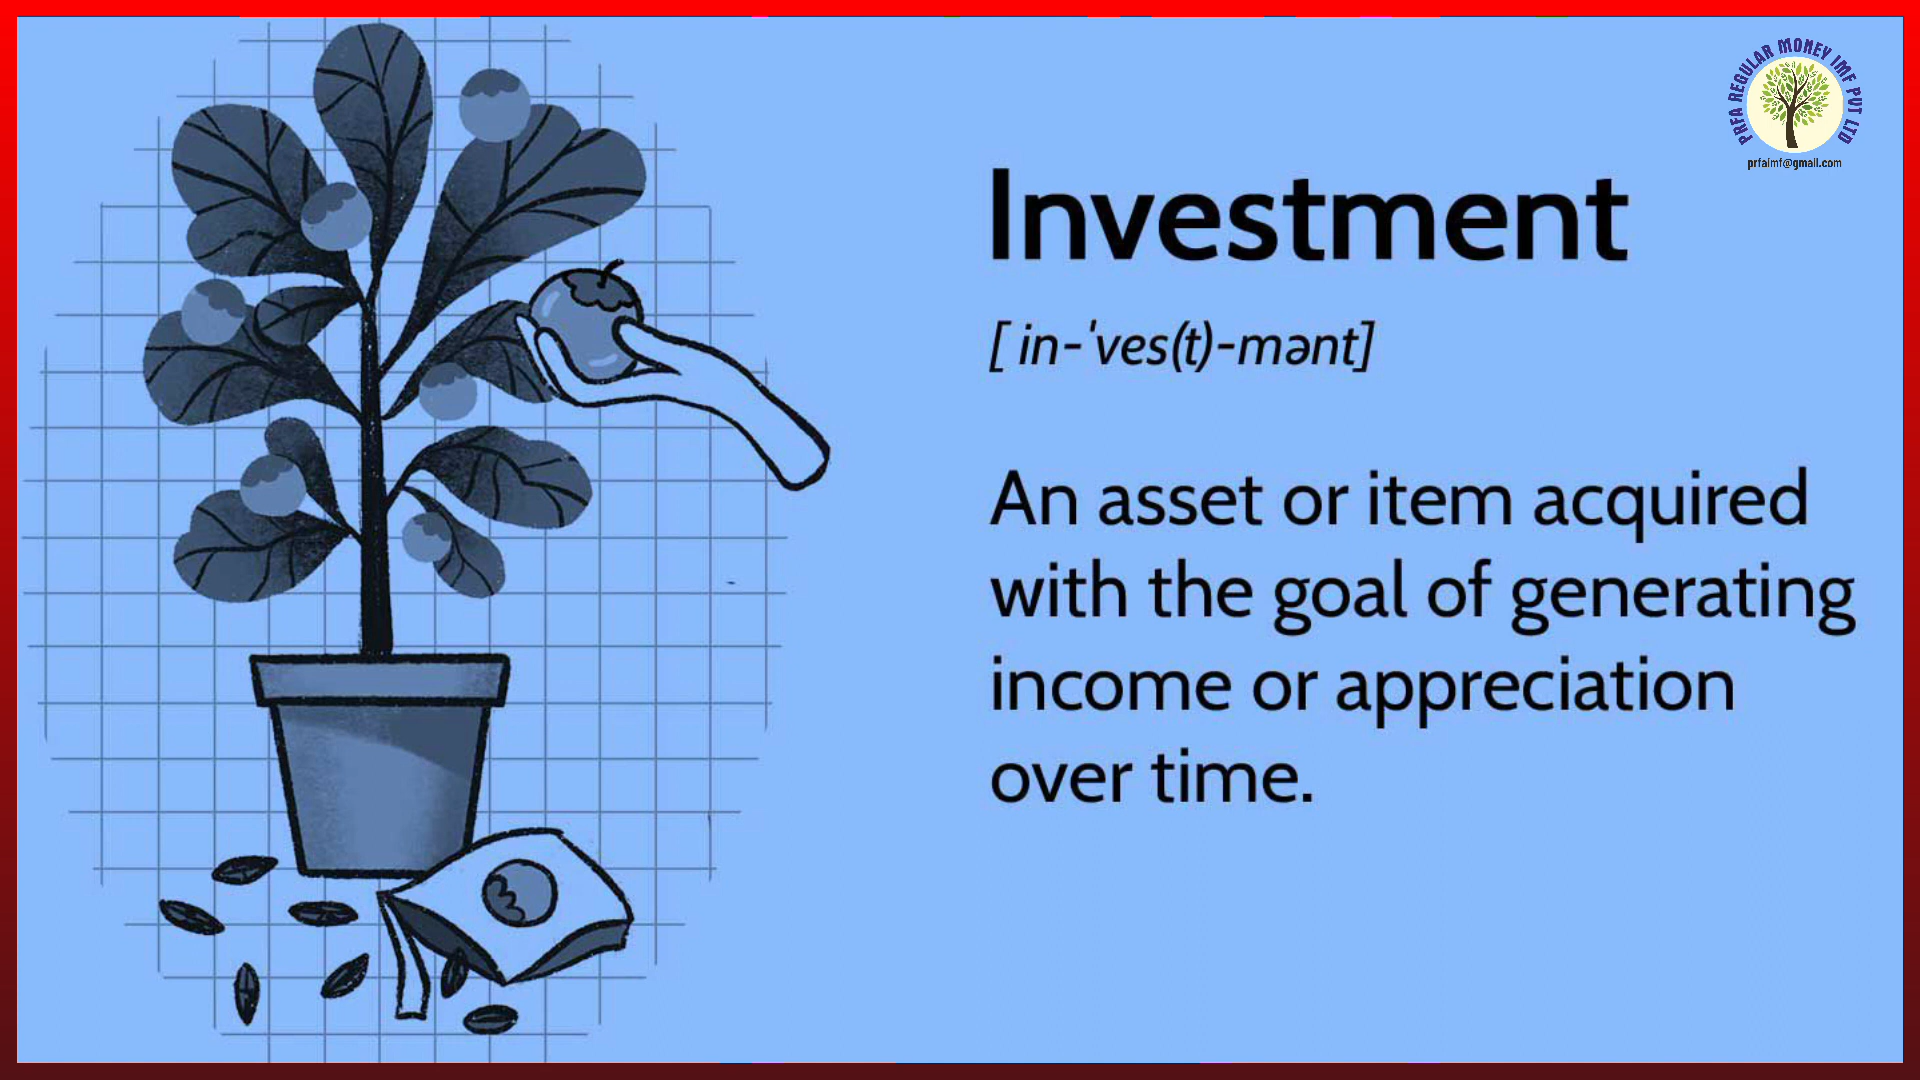 PRFA REGULAR MONEY IMF PVT LTD
prfaimf@gmail.com
Investment
[ in-ˈves(t)-mənt]
An asset or item acquired
with the goal of generating
income or appreciation
over time.